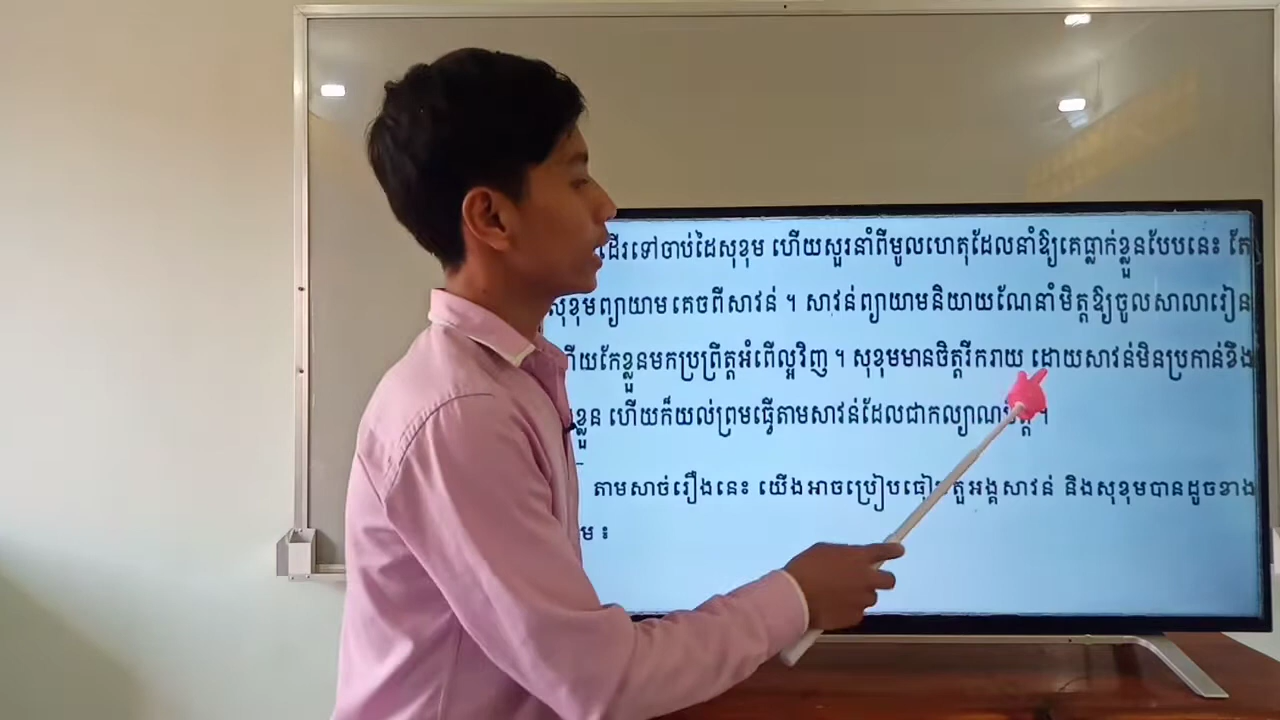 ដើរទៅចាប់ដៃសុខុម ហើយសួរនាំពីមូលហេតុដែលនាំឱ្យគេធ្លាក់ខ្លួនបែបនេះ តែ
សុខុមព្យាយាមគេចពីសាវន់ ។ សាវន់ព្យាយាមនិយាយណែនាំមិត្តឱ្យចូលសាលារៀន
ហើយកែខ្លួនមកប្រព្រឹត្តអំពើល្អវិញ ។ សុខុមមានចិត្តរីករាយ ដោយសាវន់មិនប្រកាន់ខឹង
ខ្លួន ហើយក៏យល់ព្រមធ្វើតាមសាវន់ដែលជាកល្យាណមិត្ត ។
តាមសាច់រឿងនេះ យើងអាចប្រៀបធៀបតួអង្គសាវន់ និងសុខុមបានដូចខាង
ម ៖